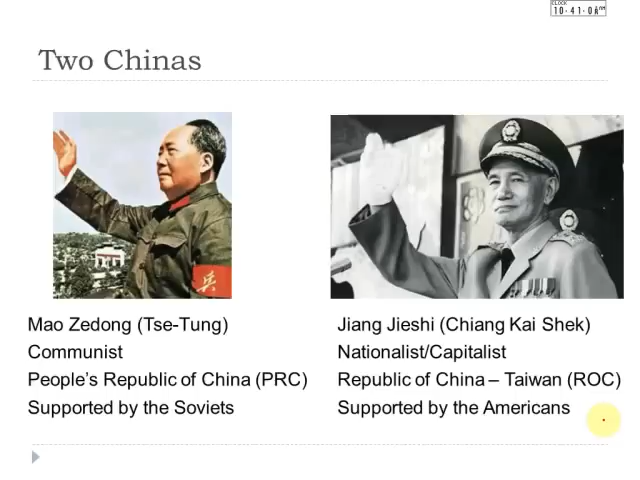 CLOCK
Two Chinas
Mao Zedong (Tse-Tung)
Communist
People's Republic of China (PRC)
Supported by the Soviets
Jiang Jieshi (Chiang Kai Shek)
Nationalist/Capitalist
Republic of China – Taiwan (ROC)
Supported by the Americans